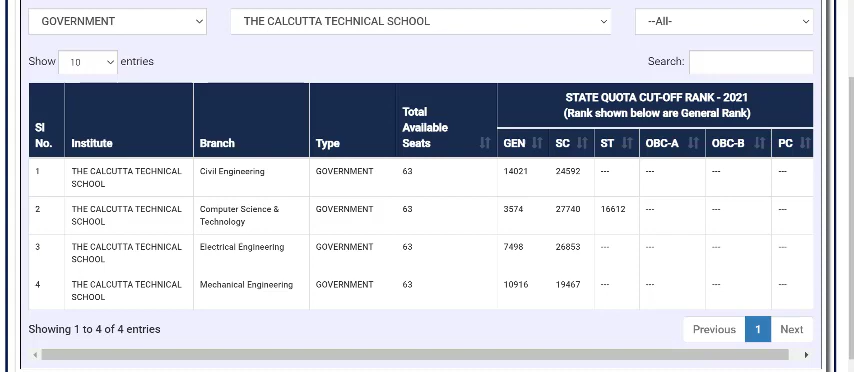 GOVERNMENT THE CALCUTTA TECHNICAL SCHOOL --All-
Show 10 entries Search:
STATE QUOTA CUT-OFF RANK - 2021
(Rank shown below are General Rank)
Sl No. Institute Branch Type Total Available Seats GEN SC ST OBC-A OBC-B PC
1 THE CALCUTTA TECHNICAL SCHOOL Civil Engineering GOVERNMENT 63 14021 24592 --- --- --- ---
2 THE CALCUTTA TECHNICAL SCHOOL Computer Science & Technology GOVERNMENT 63 3574 27740 16612 --- --- ---
3 THE CALCUTTA TECHNICAL SCHOOL Electrical Engineering GOVERNMENT 63 7498 26853 --- --- --- ---
4 THE CALCUTTA TECHNICAL SCHOOL Mechanical Engineering GOVERNMENT 63 10916 19467 --- --- --- ---
Showing 1 to 4 of 4 entries Previous 1 Next